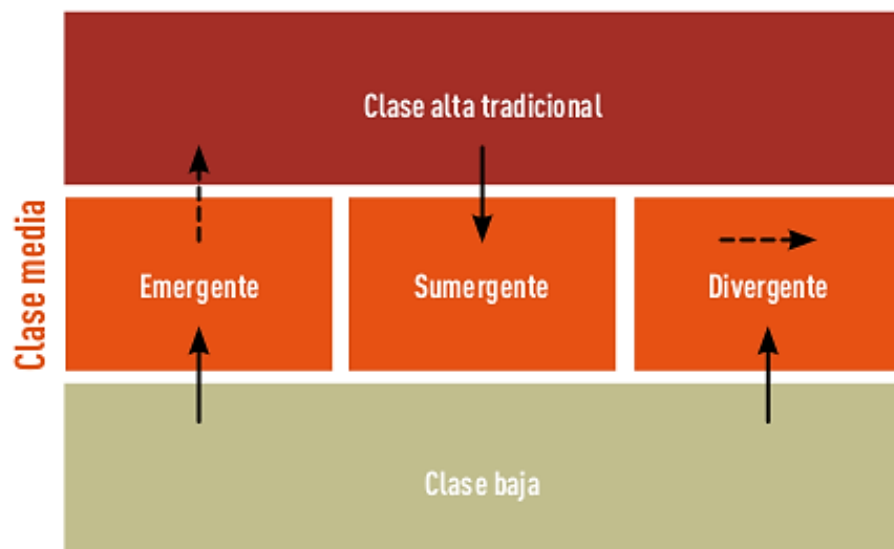 Clase alta tradicional
Clase media
Emergente
Sumergente
Divergente
Clase baja